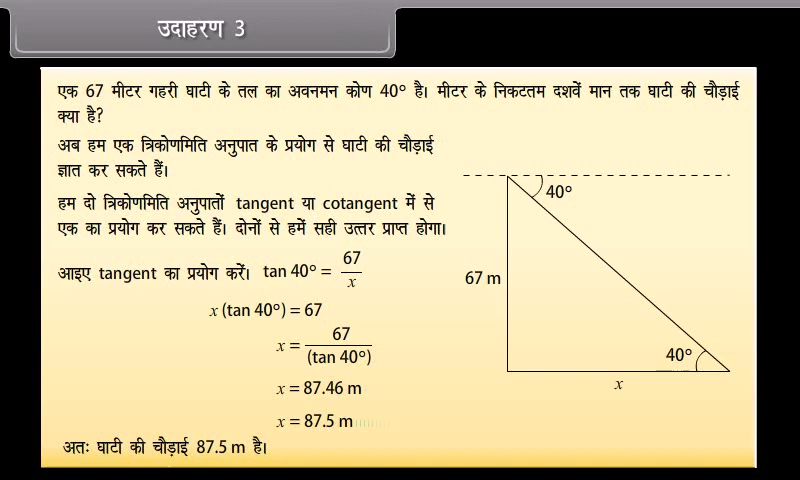 उदाहरण 3
एक 67 मीटर गहरी घाटी के तल का अवनमन कोण 40° है। मीटर के निकटतम दशवें मान तक घाटी की चौड़ाई
क्या है?
अब हम एक त्रिकोणमिति अनुपात के प्रयोग से घाटी की चौड़ाई
ज्ञात कर सकते हैं।
हम दो त्रिकोणमिति अनुपातों tangent या cotangent में से
एक का प्रयोग कर सकते हैं। दोनों से हमें सही उत्तर प्राप्त होगा।
आइए tangent का प्रयोग करें। tan 40° = 67/x
x (tan 40°) = 67
x = 67/(tan 40°)
x = 87.46 m
x = 87.5 m
अतः घाटी की चौड़ाई 87.5 m है।
40°
67 m
40°
x